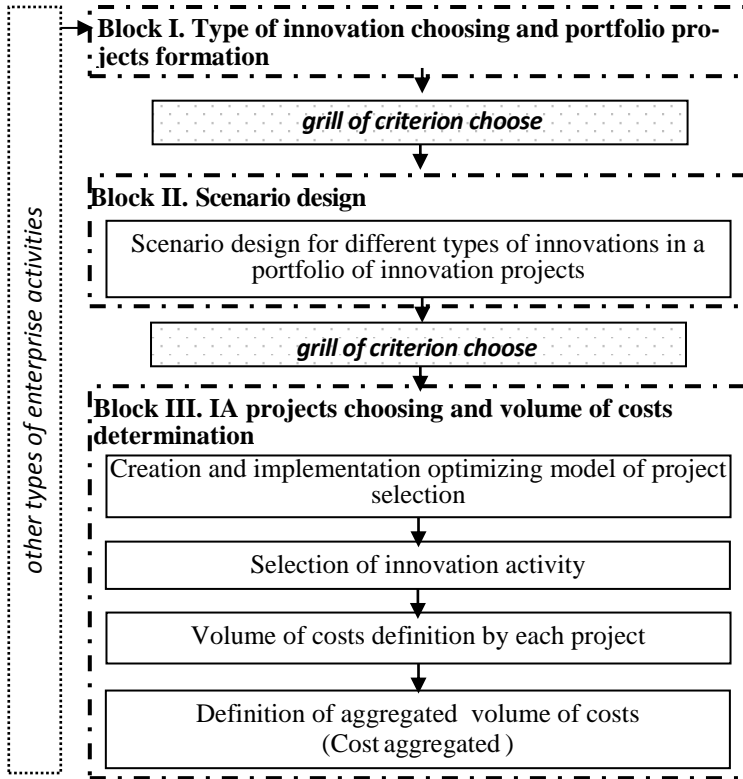 other types of enterprise activities
Block I. Type of innovation choosing and portfolio pro-
jects formation
grill of criterion choose
Block II. Scenario design
Scenario design for different types of innovations in a
portfolio of innovation projects
grill of criterion choose
Block III. IA projects choosing and volume of costs
determination
Creation and implementation optimizing model of project
selection
Selection of innovation activity
Volume of costs definition by each project
Definition of aggregated volume of costs
(Cost aggregated )